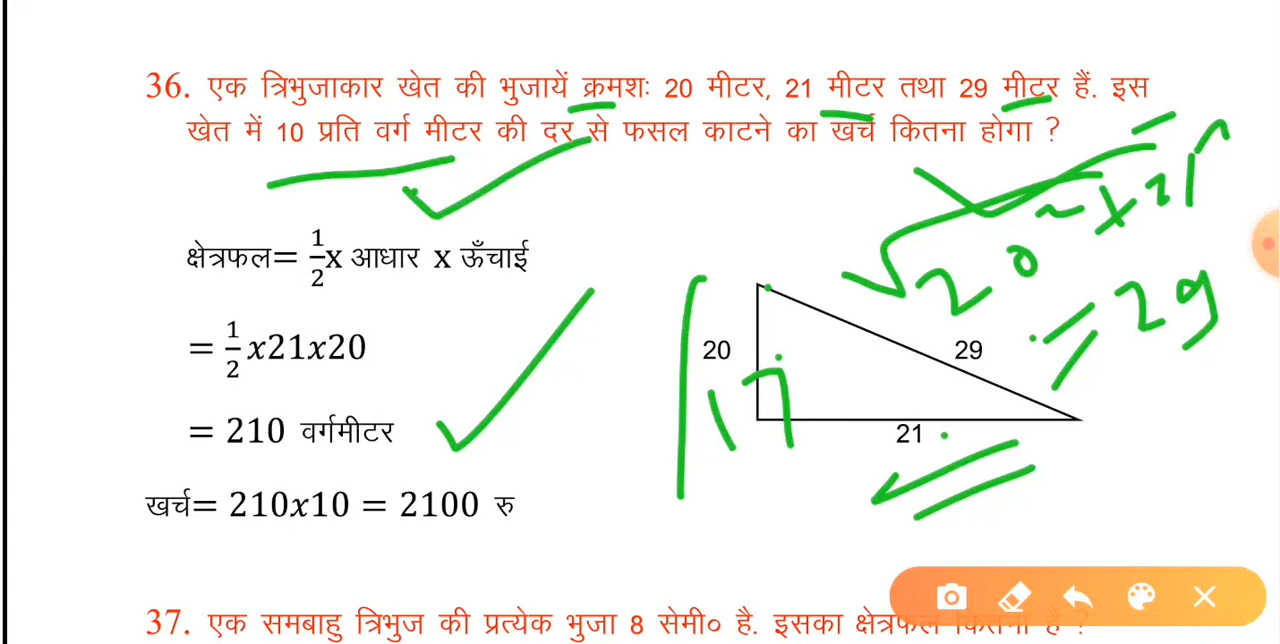 36. एक त्रिभुजाकार खेत की भुजायें क्रमशः 20 मीटर, 21 मीटर तथा 29 मीटर हैं. इस
खेत में 10 प्रति वर्ग मीटर की दर से फसल काटने का खर्च कितना होगा ?
क्षेत्रफल= 1/2 x आधार x ऊँचाई
= 1/2 x21x20
= 210 वर्गमीटर
खर्च= 210x10 = 2100 रु
20
29
21
= 29
37. एक समबाहु त्रिभुज की प्रत्येक भुजा 8 सेमी० है. इसका क्षेत्रफल कितना है ?